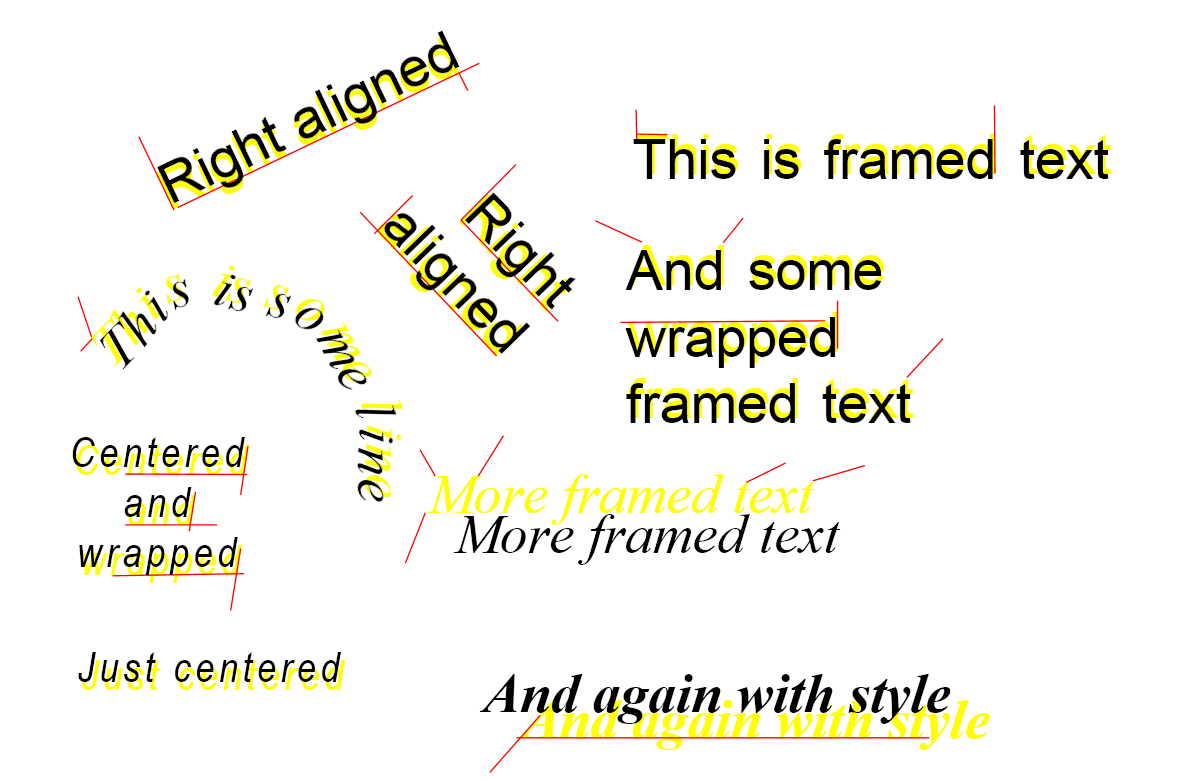 Right aligned
This is framed text
Right
aligned
And some
wrapped
framed text
This is some line
Centered
and
wrapped
More framed text
More framed text
Just centered
And again with style
And again with style